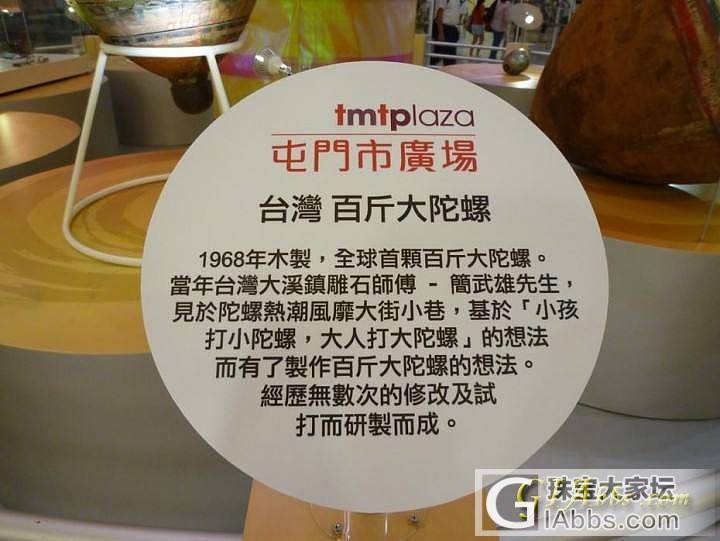 tmtplaza
屯門市廣場
台灣 百斤大陀螺
1968年木製，全球首顆百斤大陀螺。
當年台灣大溪鎮雕石師傅 - 簡武雄先生，
見於陀螺熱潮風靡大街小巷，基於「小孩
打小陀螺，大人打大陀螺」的想法
而有了製作百斤大陀螺的想法。
經歷無數次的修改及試
打而研製而成。
珠宝大家坛
iAbbs.com